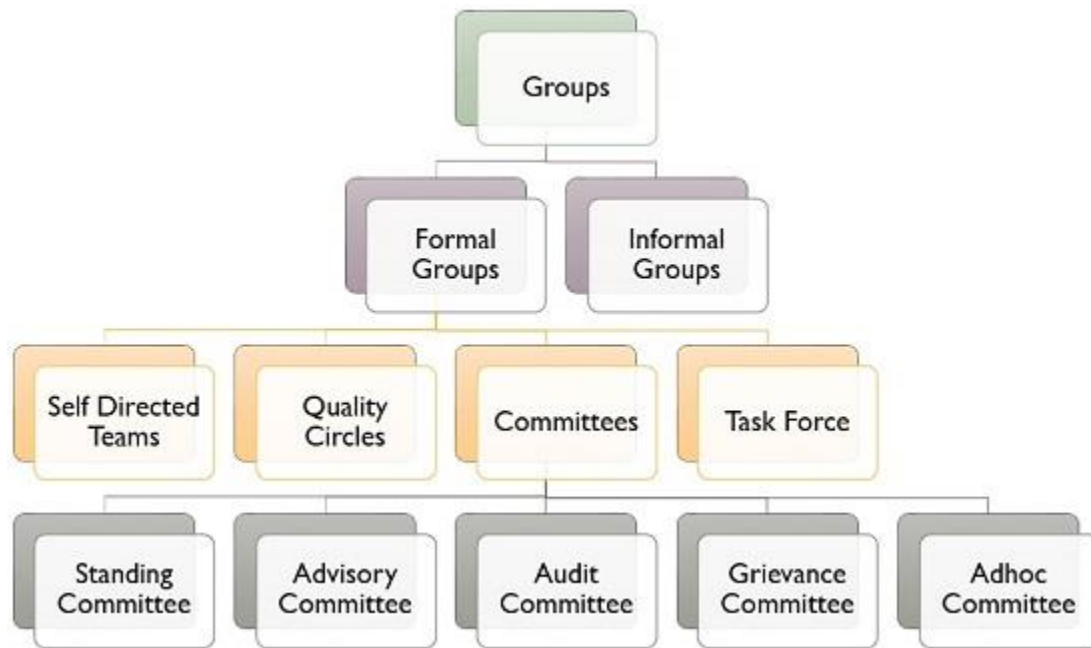 Groups
Formal
Groups
Informal
Groups
Self Directed
Teams
Quality
Circles
Committees
Task Force
Standing
Committee
Advisory
Committee
Audit
Committee
Grievance
Committee
Adhoc
Committee